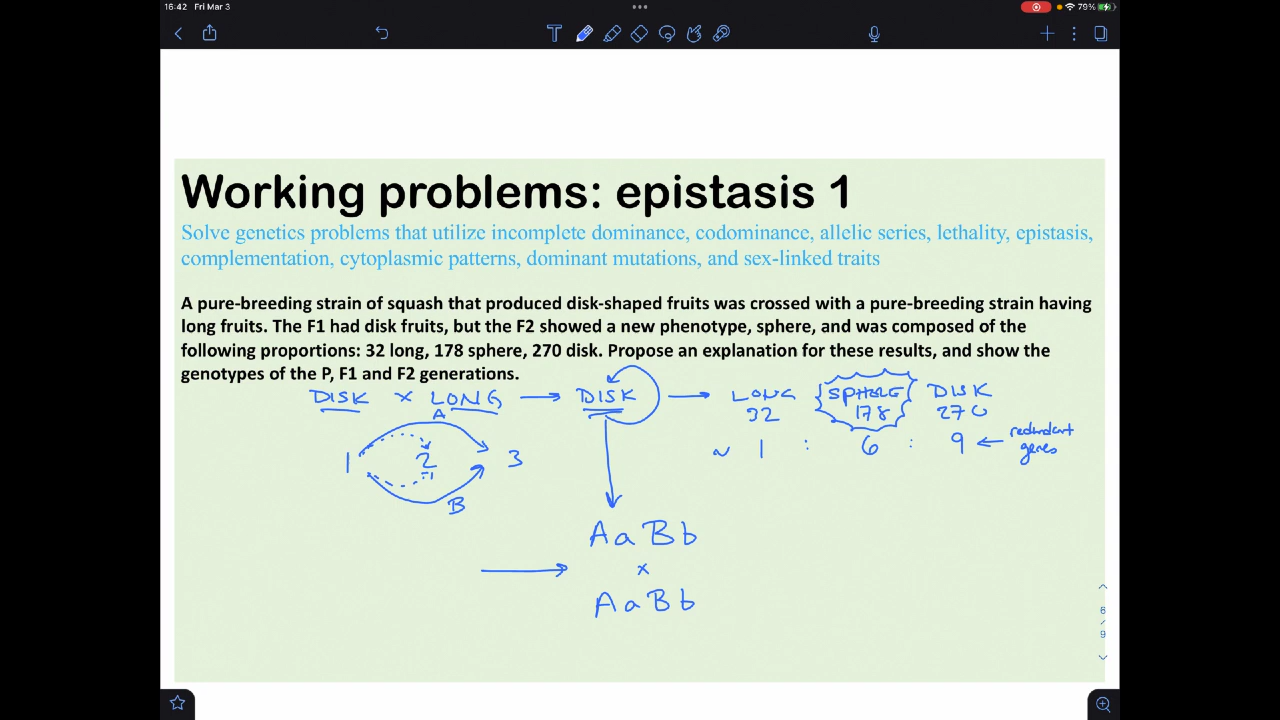 16:42 Fri Mar 3
79%
T
Working problems: epistasis 1
Solve genetics problems that utilize incomplete dominance, codominance, allelic series, lethality, epistasis,
complementation, cytoplasmic patterns, dominant mutations, and sex-linked traits
A pure-breeding strain of squash that produced disk-shaped fruits was crossed with a pure-breeding strain having
long fruits. The F1 had disk fruits, but the F2 showed a new phenotype, sphere, and was composed of the
following proportions: 32 long, 178 sphere, 270 disk. Propose an explanation for these results, and show the
genotypes of the P, F1 and F2 generations.
DISK × LONG → DISK → LONG SPHERE DISK
32 178 270
~ 1 : 6 : 9 ← redundant genes
A
1 2 3
B
AaBb
×
AaBb
6
/
9